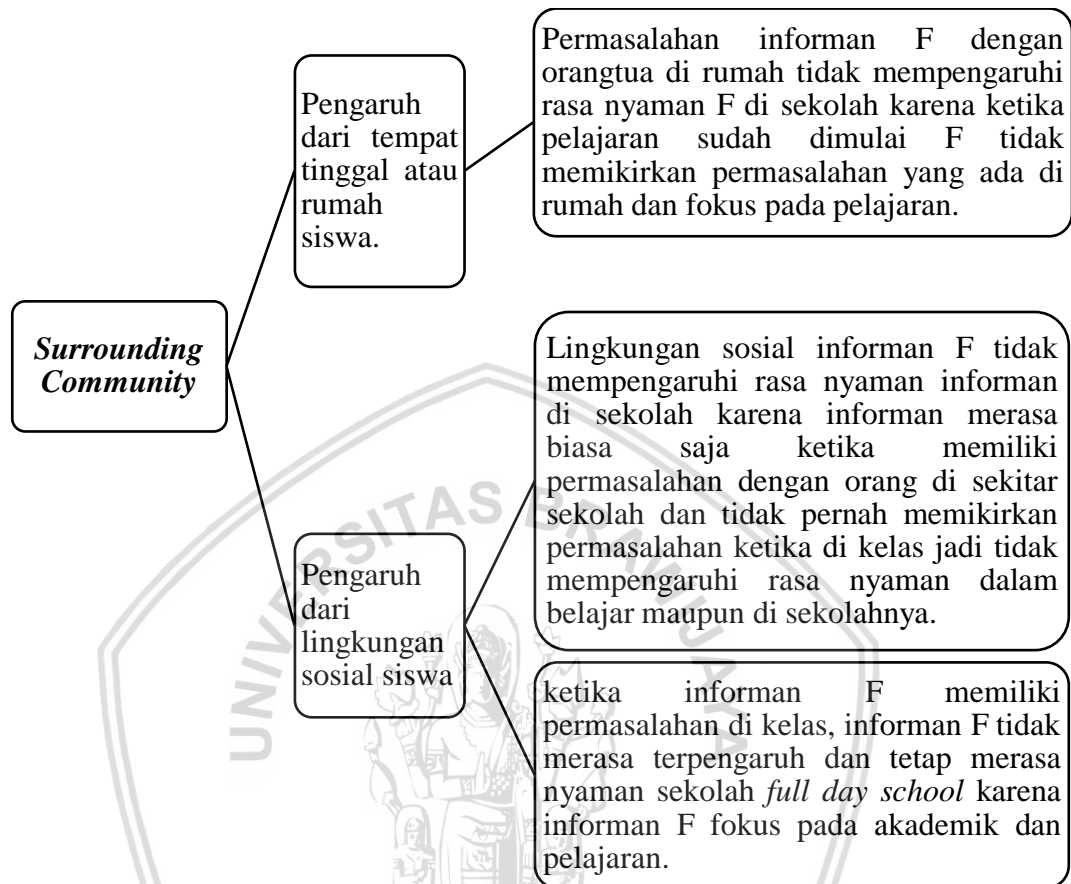 Permasalahan informan F dengan
orangtua di rumah tidak mempengaruhi
rasa nyaman F di sekolah karena ketika
pelajaran sudah dimulai F tidak
memikirkan permasalahan yang ada di
rumah dan fokus pada pelajaran.
Pengaruh
dari tempat
tinggal atau
rumah
siswa.
Surrounding
Community
Lingkungan sosial informan F tidak
mempengaruhi rasa nyaman informan
di sekolah karena informan merasa
biasa saja ketika memiliki
permasalahan dengan orang di sekitar
sekolah dan tidak pernah memikirkan
permasalahan ketika di kelas jadi tidak
mempengaruhi rasa nyaman dalam
belajar maupun di sekolahnya.
Pengaruh
dari
lingkungan
sosial siswa
ketika informan F memiliki
permasalahan di kelas, informan F tidak
merasa terpengaruh dan tetap merasa
nyaman sekolah full day school karena
informan F fokus pada akademik dan
pelajaran.
UNIVERSITAS BRAWIJAYA